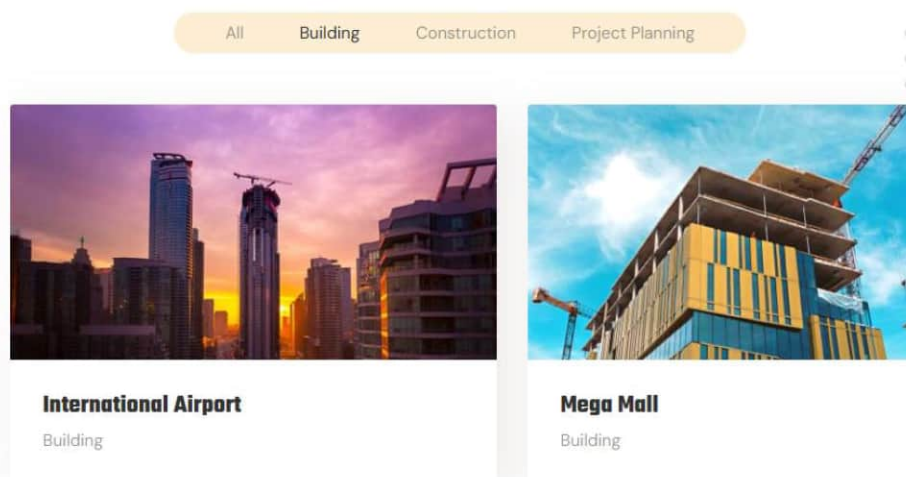 All Building Construction Project Planning
International Airport
Building
Mega Mall
Building